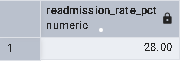 readmission_rate_pct
numeric
1
28.00